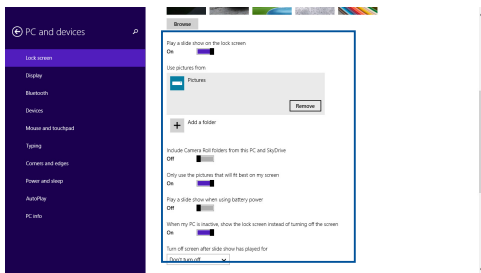 PC and devices
Lock screen
Display
Bluetooth
Devices
Mouse and touchpad
Typing
Corners and edges
Power and sleep
AutoPlay
PC info
Browse
Play a slide show on the lock screen
On
Use pictures from
Pictures
Remove
Add a folder
Include Camera Roll folders from this PC and SkyDrive
Off
Only use the pictures that will fit best on my screen
On
Play a slide show when using battery power
Off
When my PC is inactive, show the lock screen instead of turning off the screen
On
Turn off screen after slide show has played for
Don't turn off